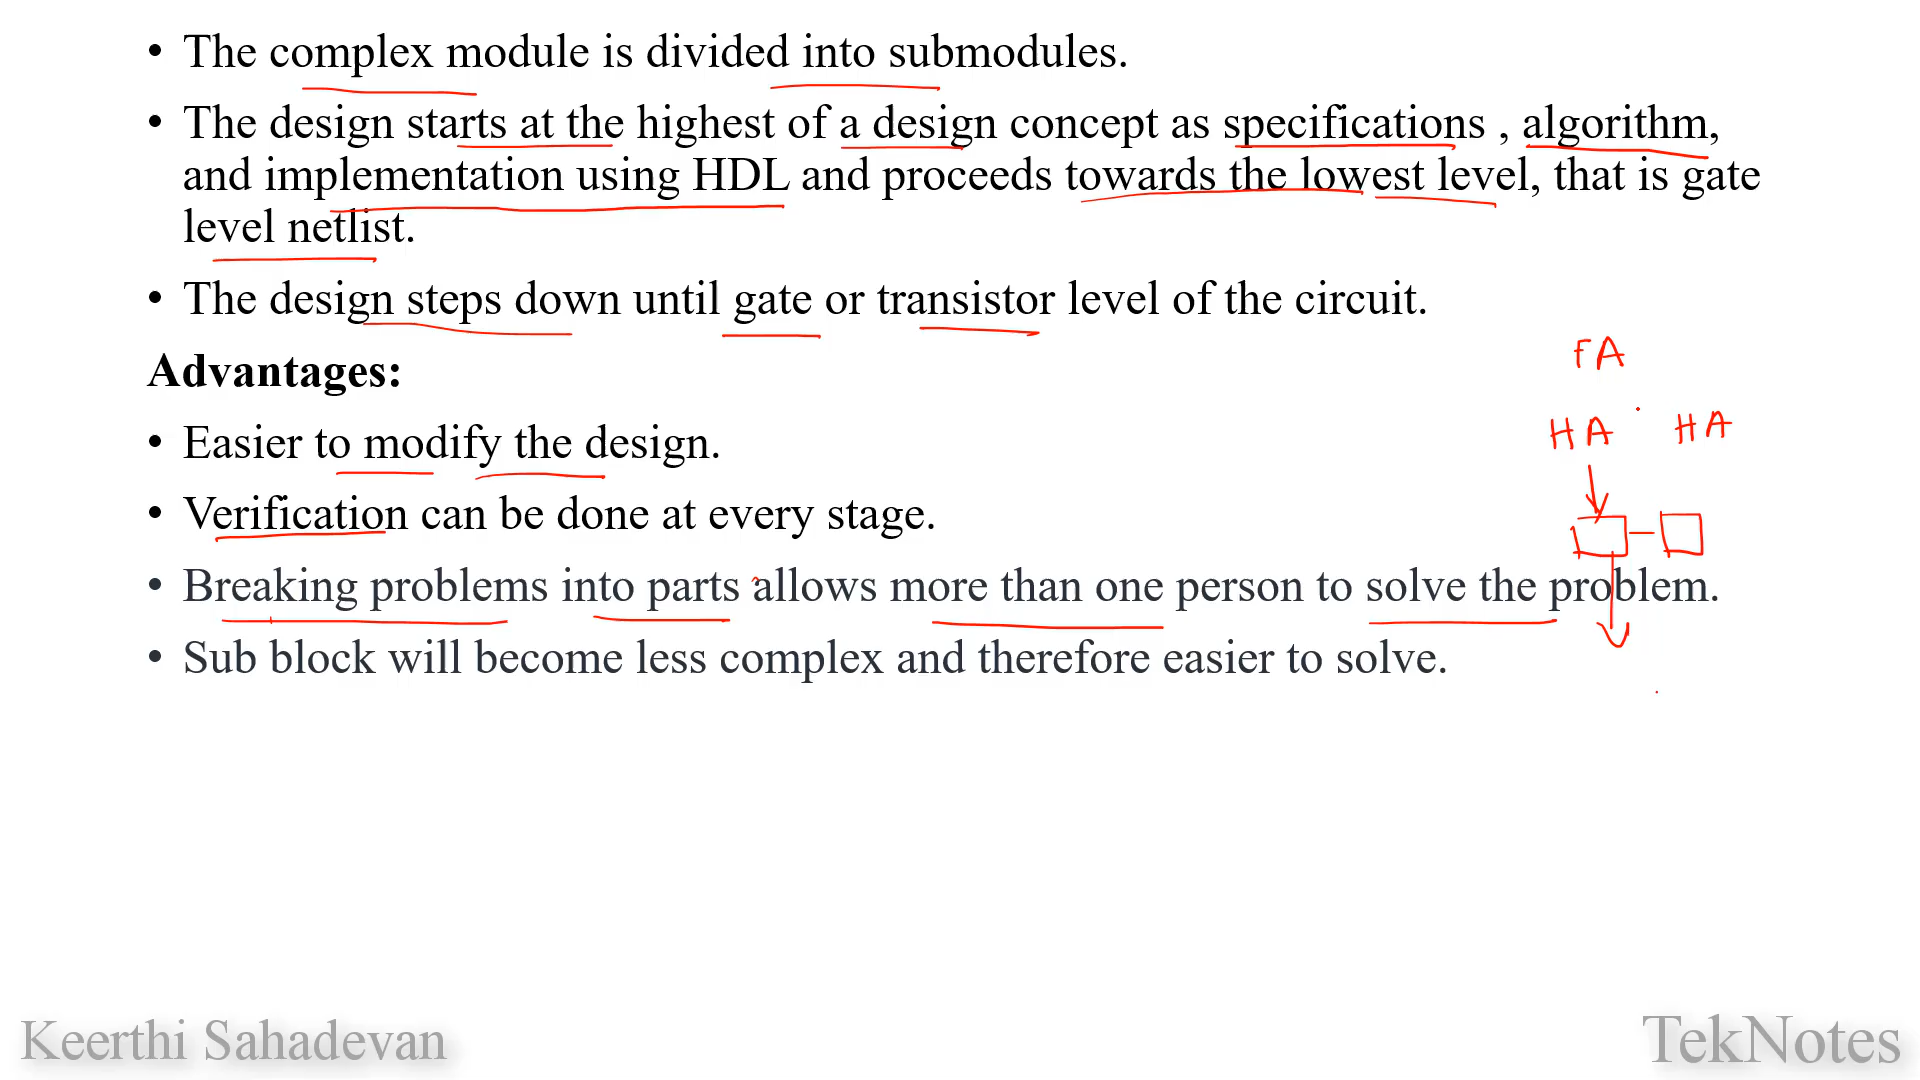 • The complex module is divided into submodules.
• The design starts at the highest of a design concept as specifications , algorithm,
and implementation using HDL and proceeds towards the lowest level, that is gate
level netlist.
• The design steps down until gate or transistor level of the circuit.
FA
Advantages:
HA HA
• Easier to modify the design.
• Verification can be done at every stage.
• Breaking problems into parts allows more than one person to solve the problem.
• Sub block will become less complex and therefore easier to solve.
Keerthi Sahadevan
TekNotes